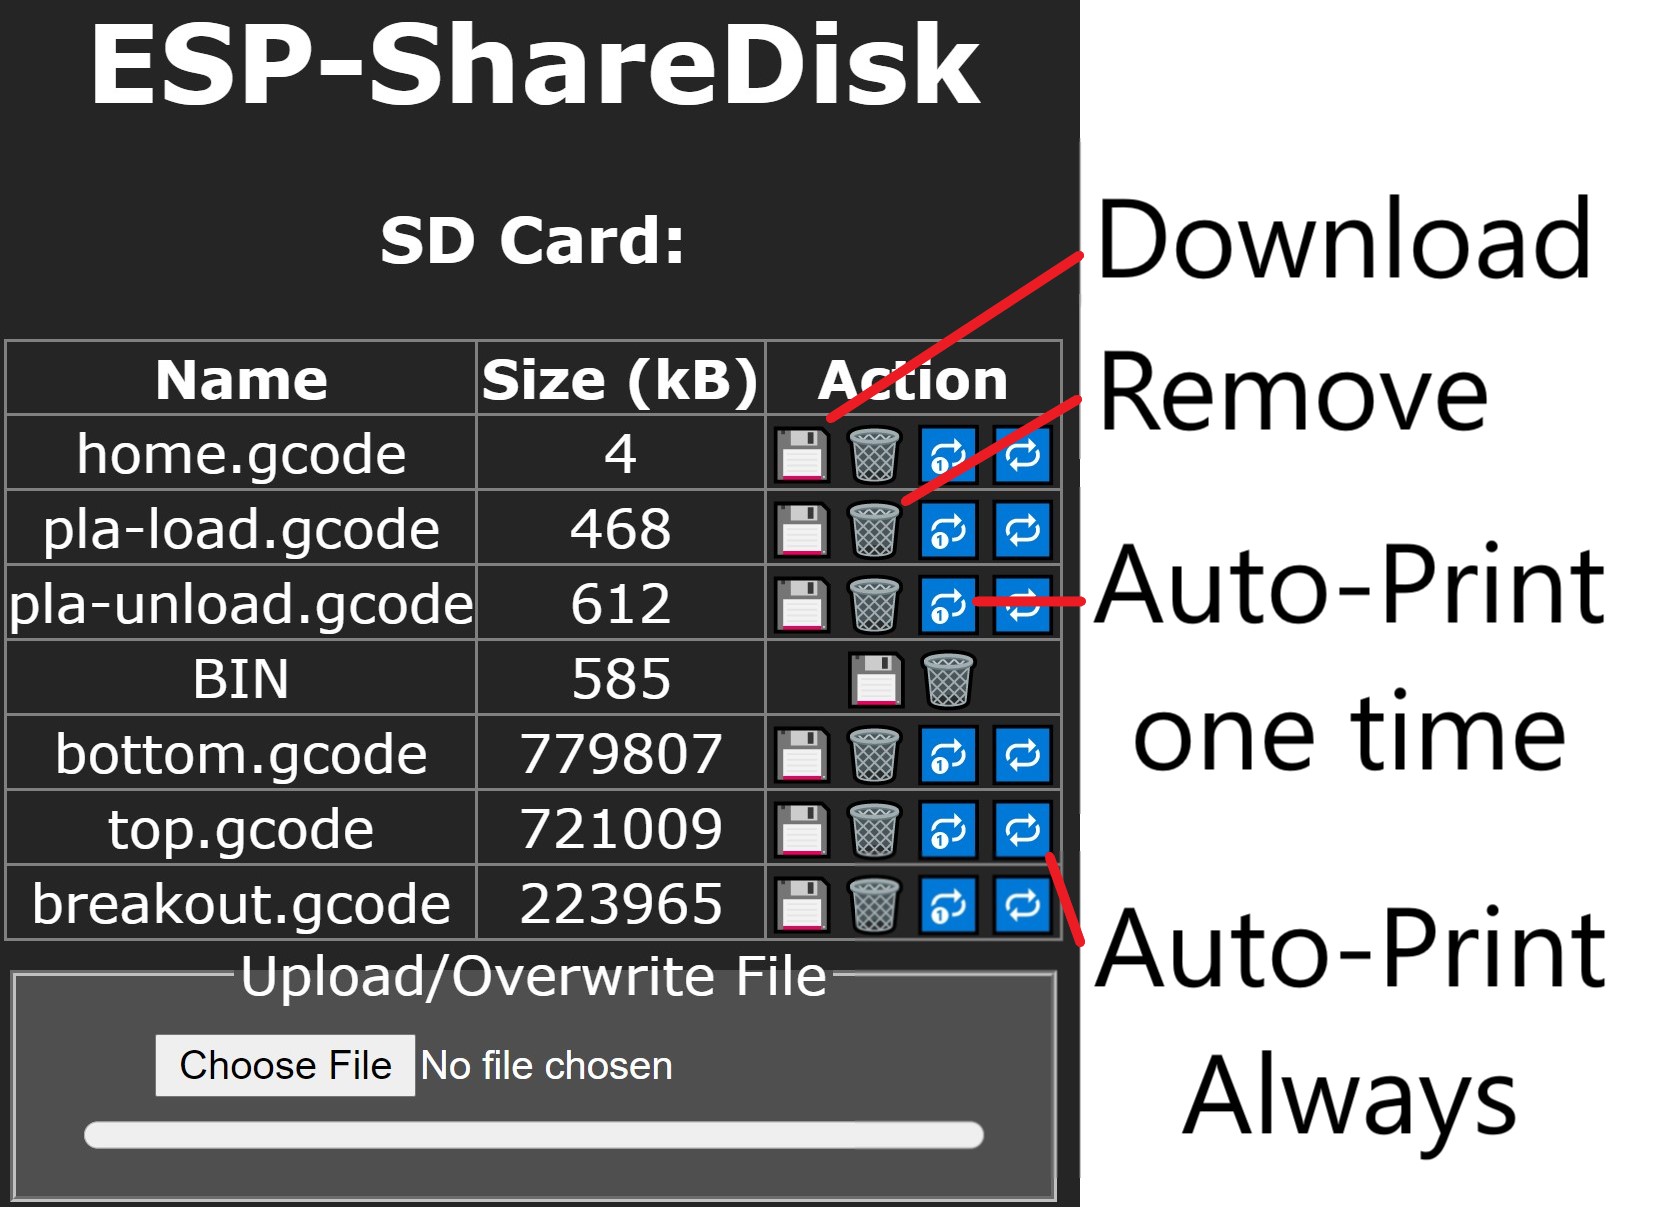 ESP-ShareDisk
SD Card:
Name Size (kB) Action
home.gcode 4
pla-load.gcode 468
pla-unload.gcode 612
BIN 585
bottom.gcode 779807
top.gcode 721009
breakout.gcode 223965
Upload/Overwrite File
Choose File No file chosen
Download
Remove
Auto-Print
one time
Auto-Print
Always